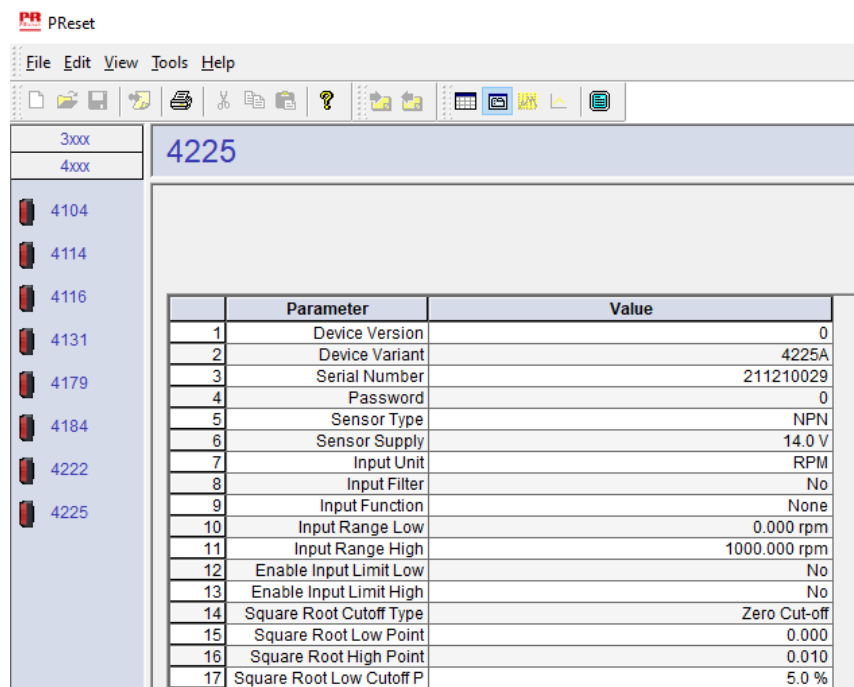 PR PReset
File Edit View Tools Help
3xxx
4xxx
4225
4104
4114
4116
4131
4179
4184
4222
4225
Parameter Value
1 Device Version 0
2 Device Variant 4225A
3 Serial Number 211210029
4 Password 0
5 Sensor Type NPN
6 Sensor Supply 14.0 V
7 Input Unit RPM
8 Input Filter No
9 Input Function None
10 Input Range Low 0.000 rpm
11 Input Range High 1000.000 rpm
12 Enable Input Limit Low No
13 Enable Input Limit High No
14 Square Root Cutoff Type Zero Cut-off
15 Square Root Low Point 0.000
16 Square Root High Point 0.010
17 Square Root Low Cutoff P 5.0 %